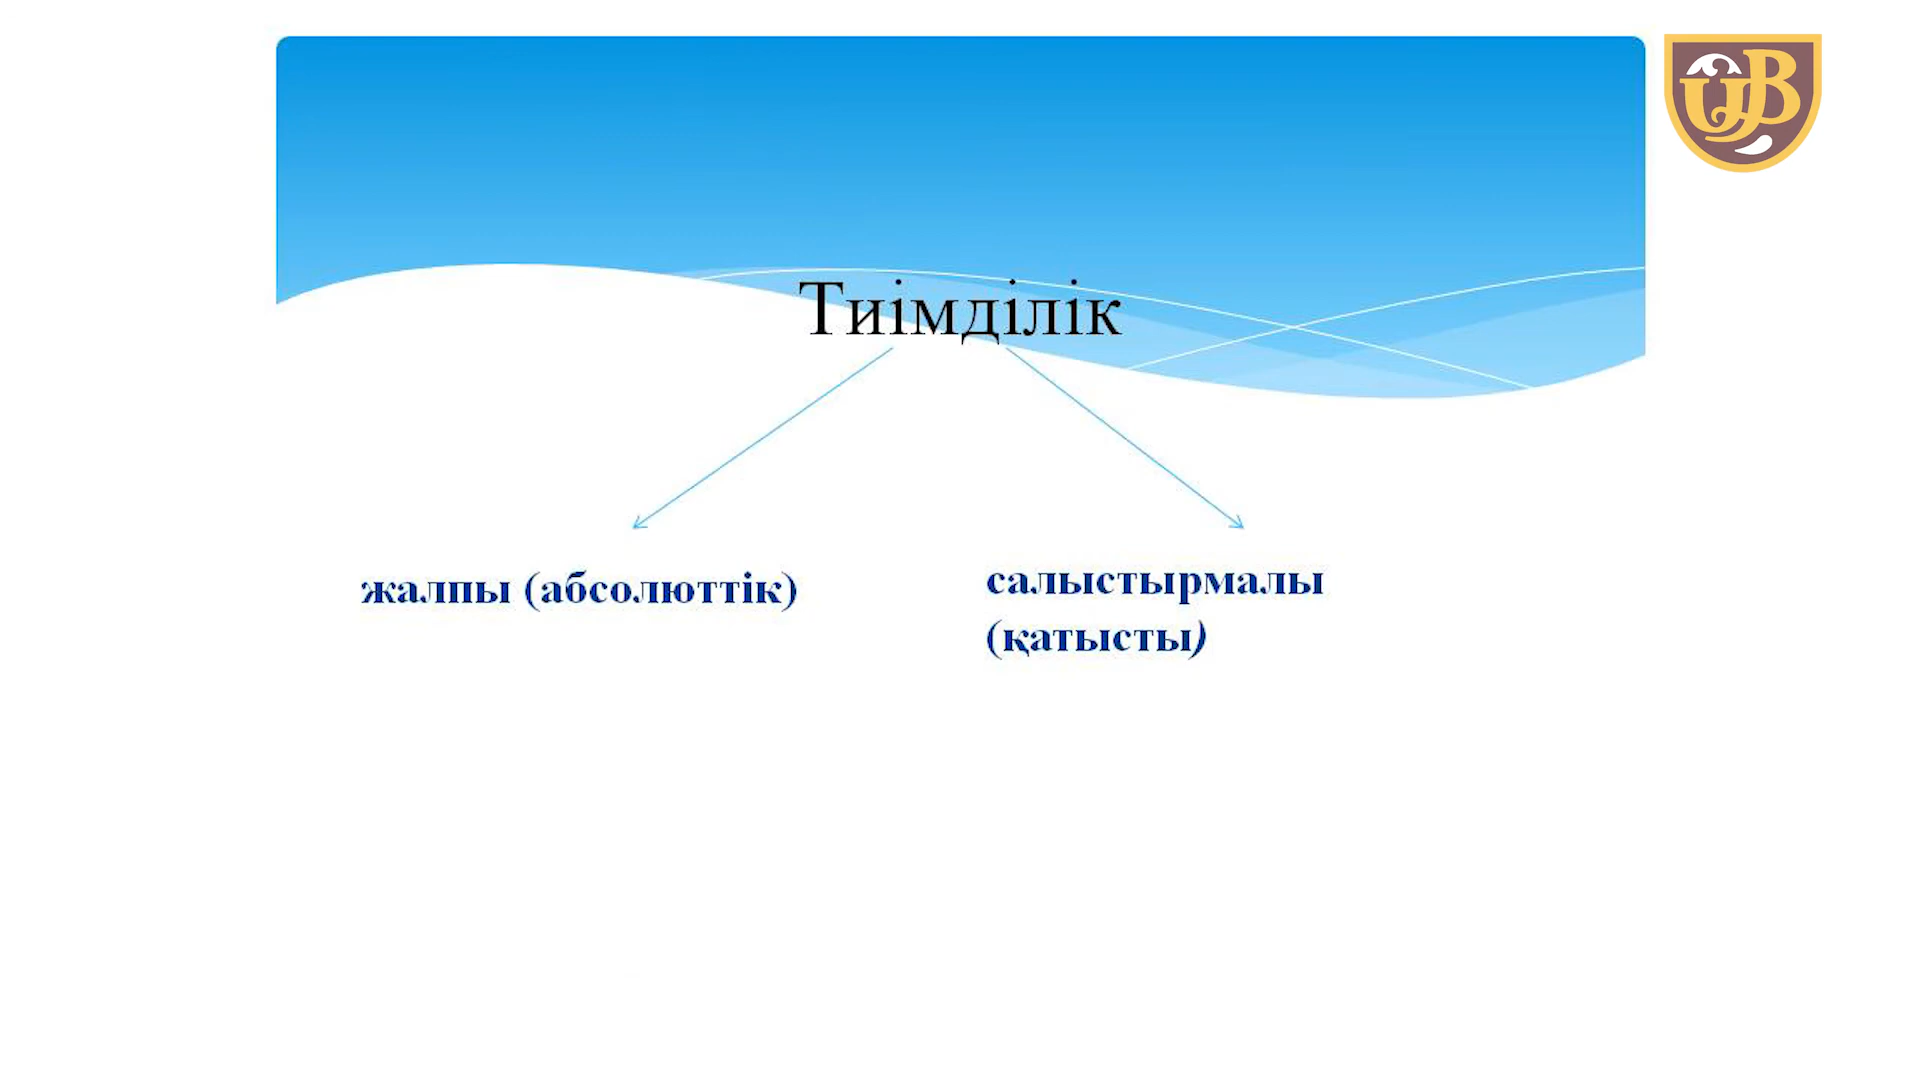 Тиімділік
жалпы (абсолюттік)
салыстырмалы
(қатысты)